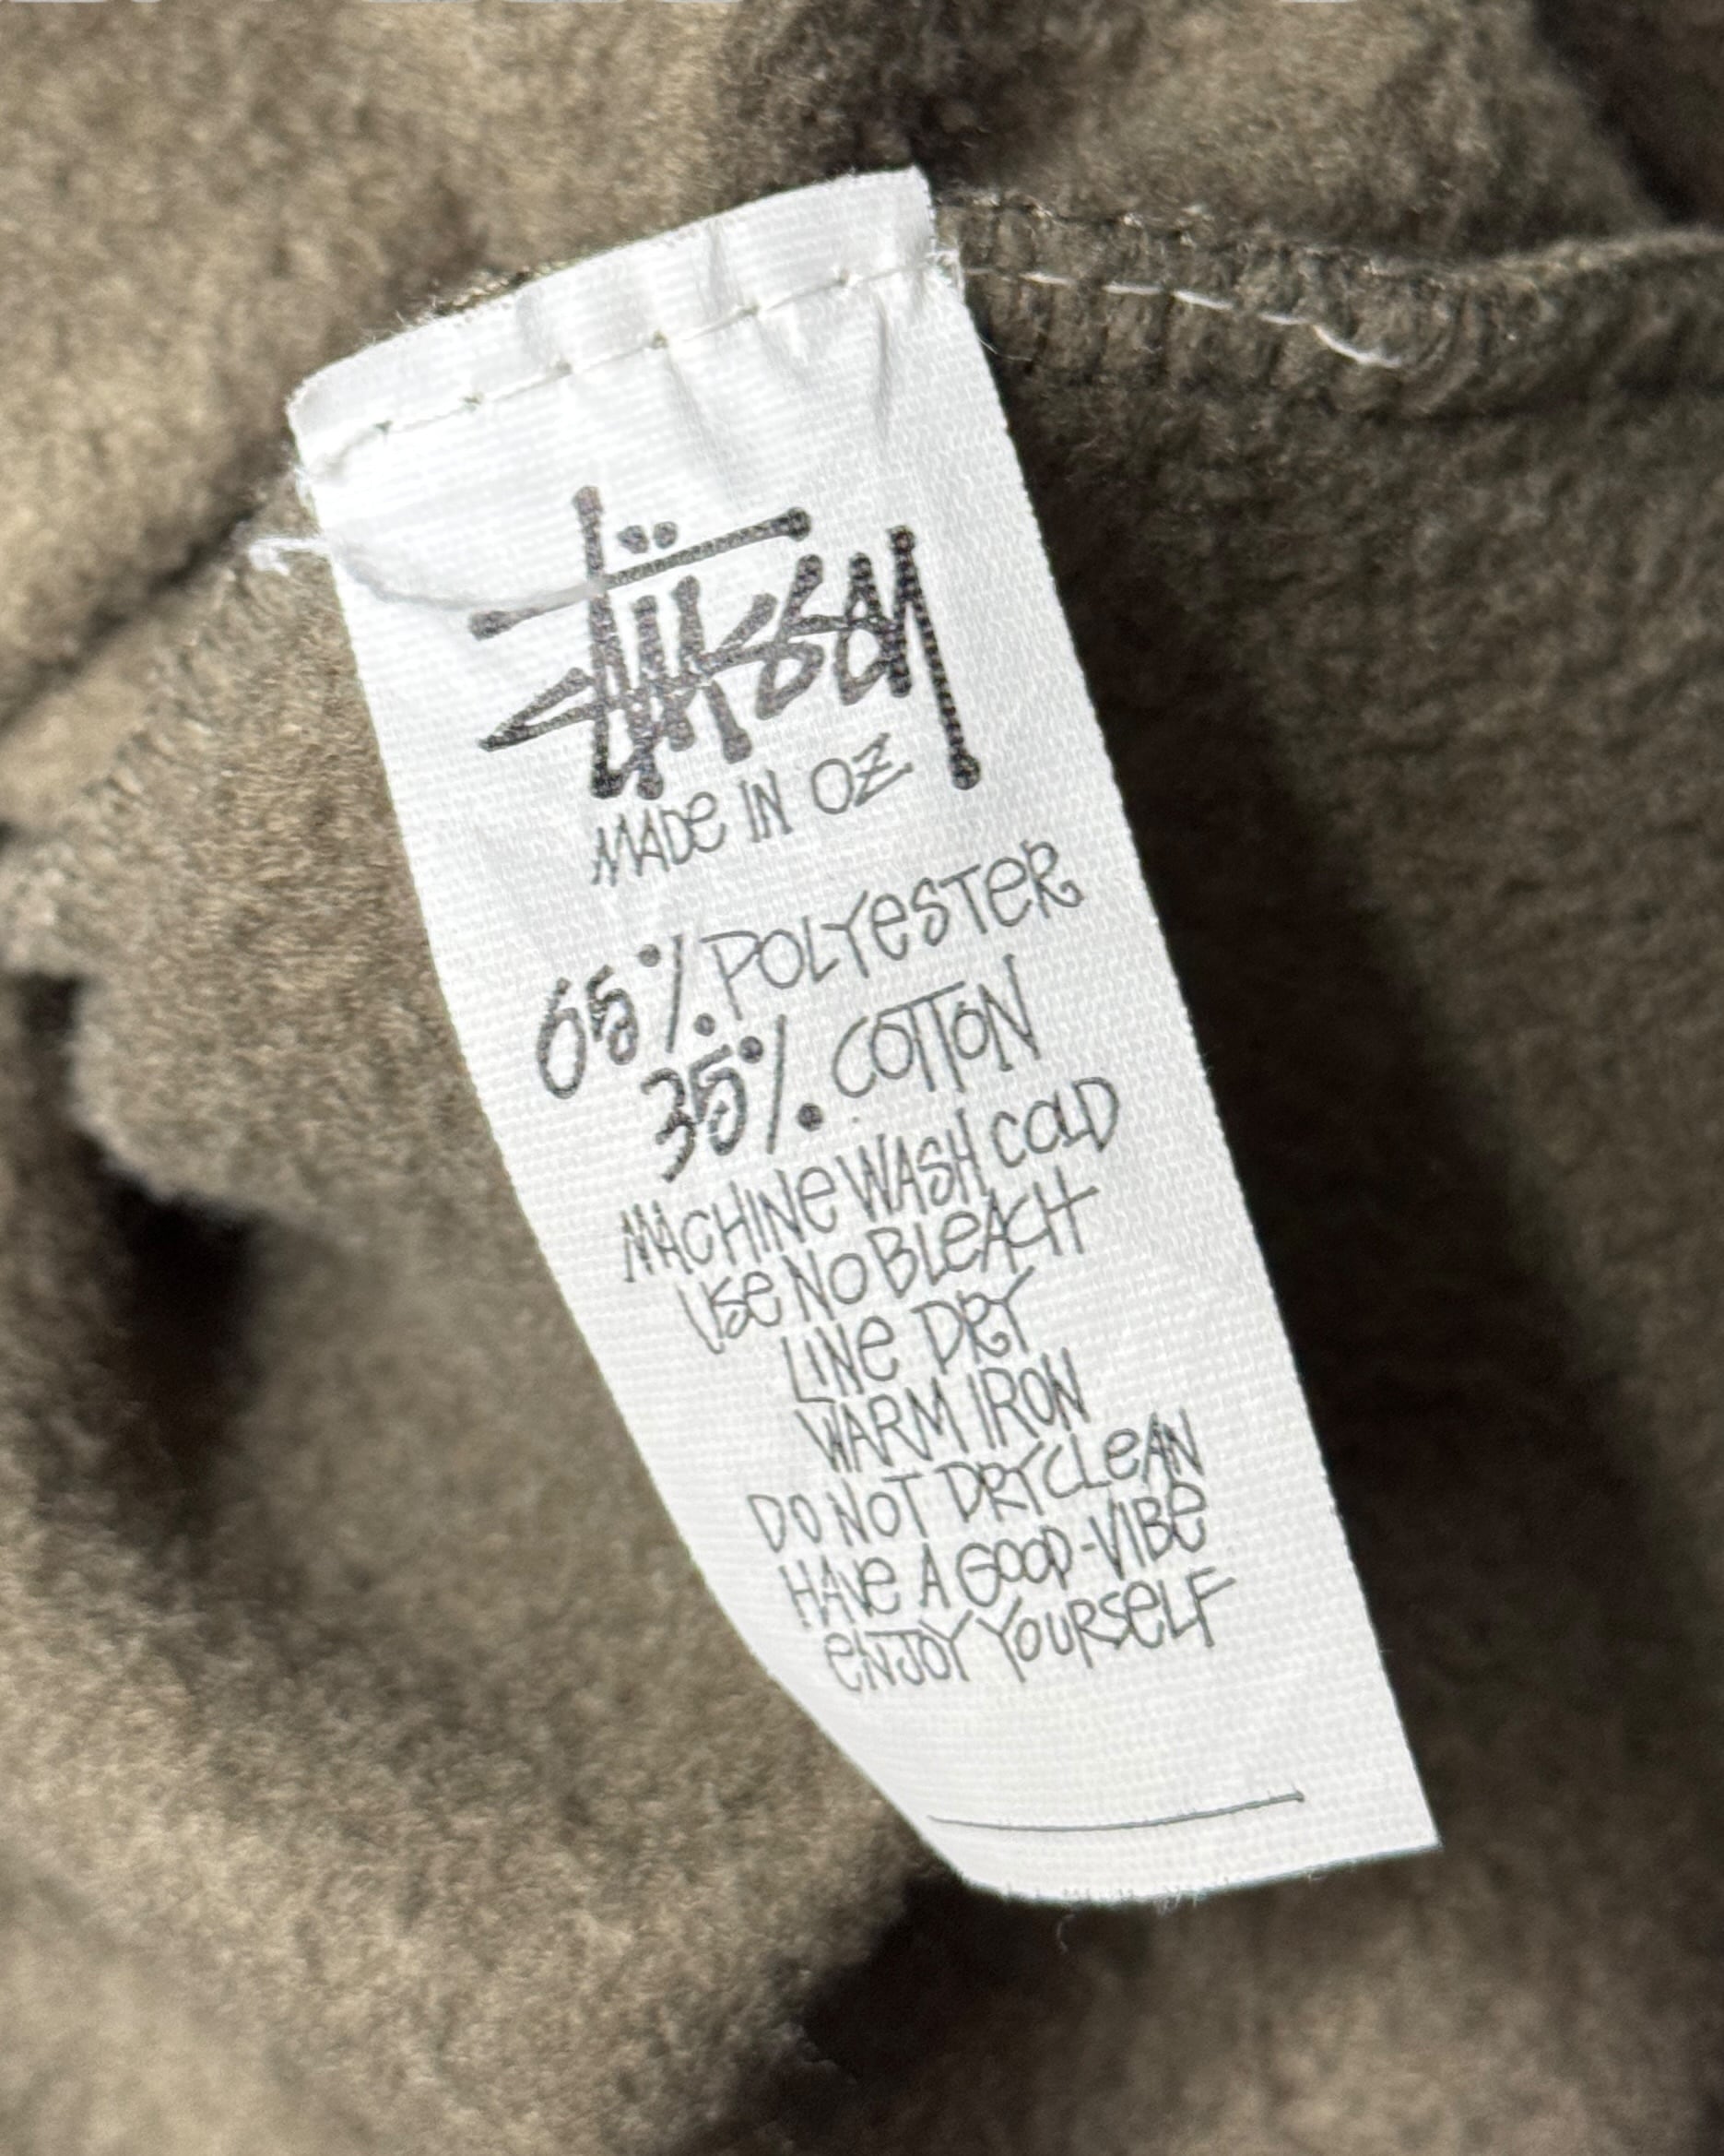 Stüssy
MADE IN OZ
65% POLYESTER
35% COTTON
MACHINE WASH COLD
USE NO BLEACH
LINE DRY
WARM IRON
DO NOT DRYCLEAN
HAVE A GOOD-VIBE
ENJOY YOURSELF